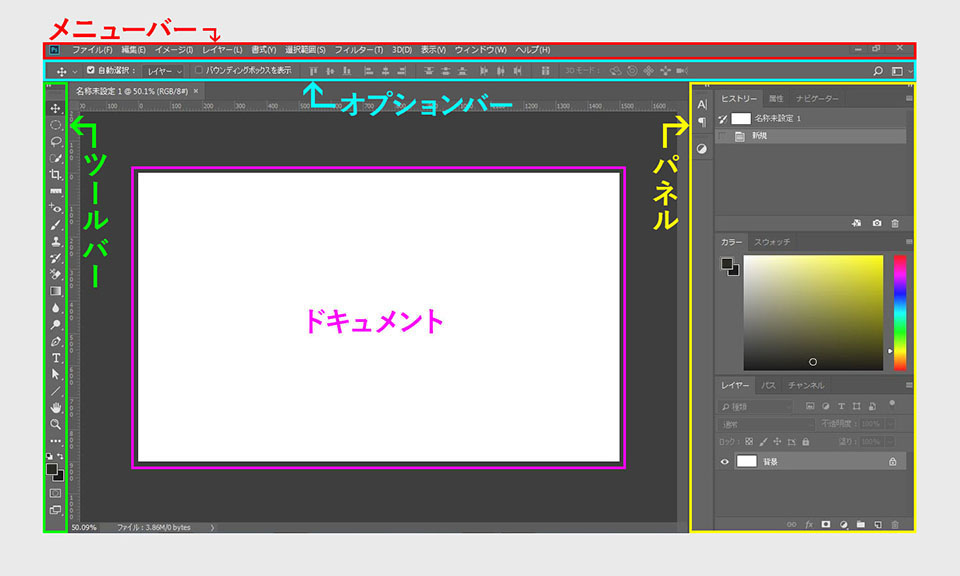 メニューバー
Ps ファイル(F) 編集(E) イメージ(I) レイヤー(L) 書式(Y) 選択範囲(S) フィルター(T) 3D(D) 表示(V) ウィンドウ(W) ヘルプ(H)
自動選択: レイヤー バウンディングボックスを表示 3D モード:
オプションバー
名称未設定 1 @ 50.1% (RGB/8#) ×
ヒストリー 属性 ナビゲーター
名称未設定 1
新規
ツールバー
パネル
カラー スウォッチ
ドキュメント
レイヤー パス チャンネル
種類
通常 不透明度: 100%
ロック: 塗り: 100%
背景
50.09% ファイル : 3.86M/0 bytes